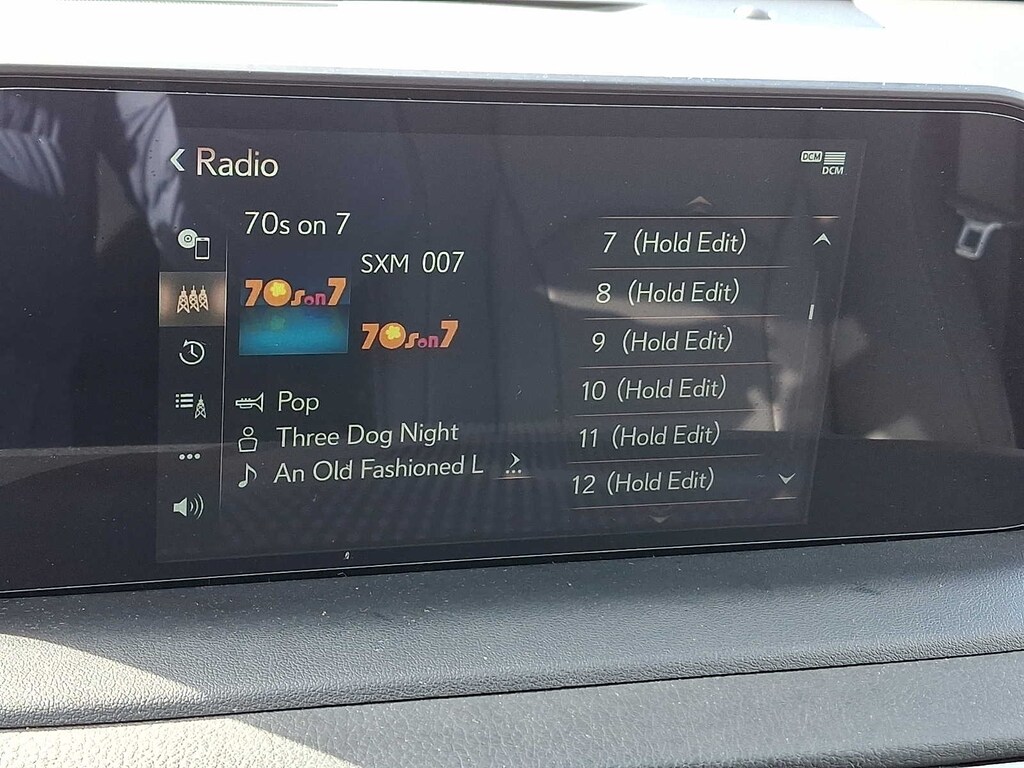 Radio
DCM
DCM
70s on 7
SXM 007
70s on 7
70s on 7
Pop
Three Dog Night
An Old Fashioned L
7 (Hold Edit)
8 (Hold Edit)
9 (Hold Edit)
10 (Hold Edit)
11 (Hold Edit)
12 (Hold Edit)